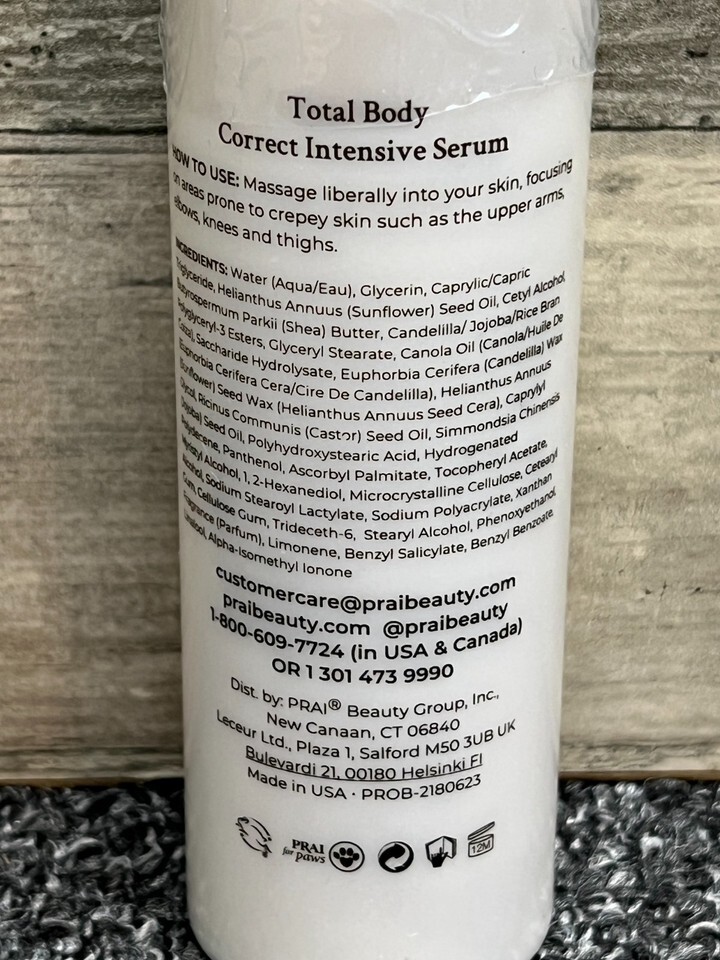 Total Body
Correct Intensive Serum
HOW TO USE: Massage liberally into your skin, focusing
on areas prone to crepey skin such as the upper arms,
elbows, knees and thighs.
INGREDIENTS: Water (Aqua/Eau), Glycerin, Caprylic/Capric
Triglyceride, Helianthus Annuus (Sunflower) Seed Oil, Cetyl Alcohol,
Butyrospermum Parkii (Shea) Butter, Candelilla/ Jojoba/Rice Bran
Polyglyceryl-3 Esters, Glyceryl Stearate, Canola Oil (Canola/Huile De
Colza), Saccharide Hydrolysate, Euphorbia Cerifera (Candelilla) Wax
(Euphorbia Cerifera Cera/Cire De Candelilla), Helianthus Annuus
(Sunflower) Seed Wax (Helianthus Annuus Seed Cera), Caprylyl
Glycol, Ricinus Communis (Castor) Seed Oil, Simmondsia Chinensis
(Jojoba) Seed Oil, Polyhydroxystearic Acid, Hydrogenated
Polydecene, Panthenol, Ascorbyl Palmitate, Tocopheryl Acetate,
Myristyl Alcohol, 1, 2-Hexanediol, Microcrystalline Cellulose, Cetearyl
Alcohol, Sodium Stearoyl Lactylate, Sodium Polyacrylate, Xanthan
Gum, Cellulose Gum, Trideceth-6, Stearyl Alcohol, Phenoxyethanol,
Fragrance (Parfum), Limonene, Benzyl Salicylate, Benzyl Benzoate,
Linalool, Alpha-Isomethyl Ionone
customercare@praibeauty.com
praibeauty.com @praibeauty
1-800-609-7724 (in USA & Canada)
OR 1 301 473 9990
Dist. by: PRAI® Beauty Group, Inc.,
New Canaan, CT 06840
Leceur Ltd., Plaza 1, Salford M50 3UB UK
Bulevardi 21, 00180 Helsinki FI
Made in USA • PROB-2180623
PRAI
for paws
12M